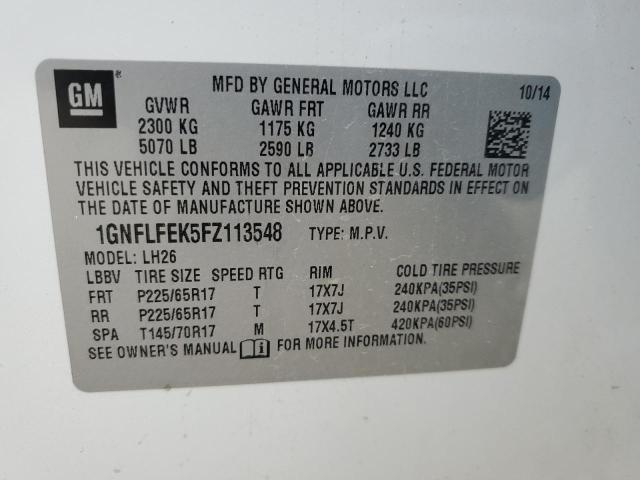 GM ®
MFD BY GENERAL MOTORS LLC 10/14
GVWR GAWR FRT GAWR RR
2300 KG 1175 KG 1240 KG
5070 LB 2590 LB 2733 LB
THIS VEHICLE CONFORMS TO ALL APPLICABLE U.S. FEDERAL MOTOR
VEHICLE SAFETY AND THEFT PREVENTION STANDARDS IN EFFECT ON
THE DATE OF MANUFACTURE SHOWN ABOVE.
1GNFLFEK5FZ113548 TYPE: M.P.V.
MODEL: LH26
LBBV TIRE SIZE SPEED RTG RIM COLD TIRE PRESSURE
FRT P225/65R17 T 17X7J 240KPA(35PSI)
RR P225/65R17 T 17X7J 240KPA(35PSI)
SPA T145/70R17 M 17X4.5T 420KPA(60PSI)
SEE OWNER'S MANUAL FOR MORE INFORMATION.